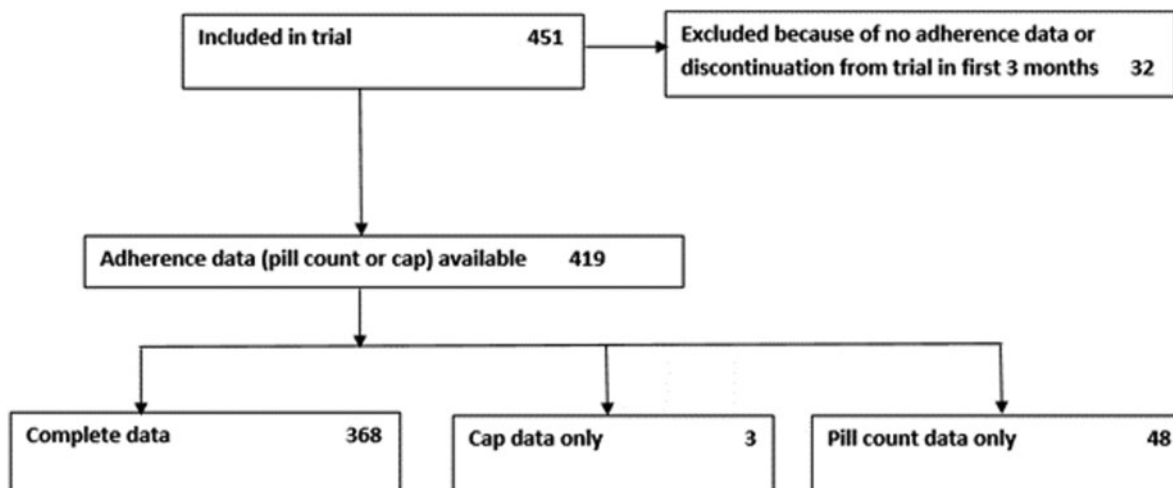 Included in trial 451
Excluded because of no adherence data or
discontinuation from trial in first 3 months 32
Adherence data (pill count or cap) available 419
Complete data 368
Cap data only 3
Pill count data only 48